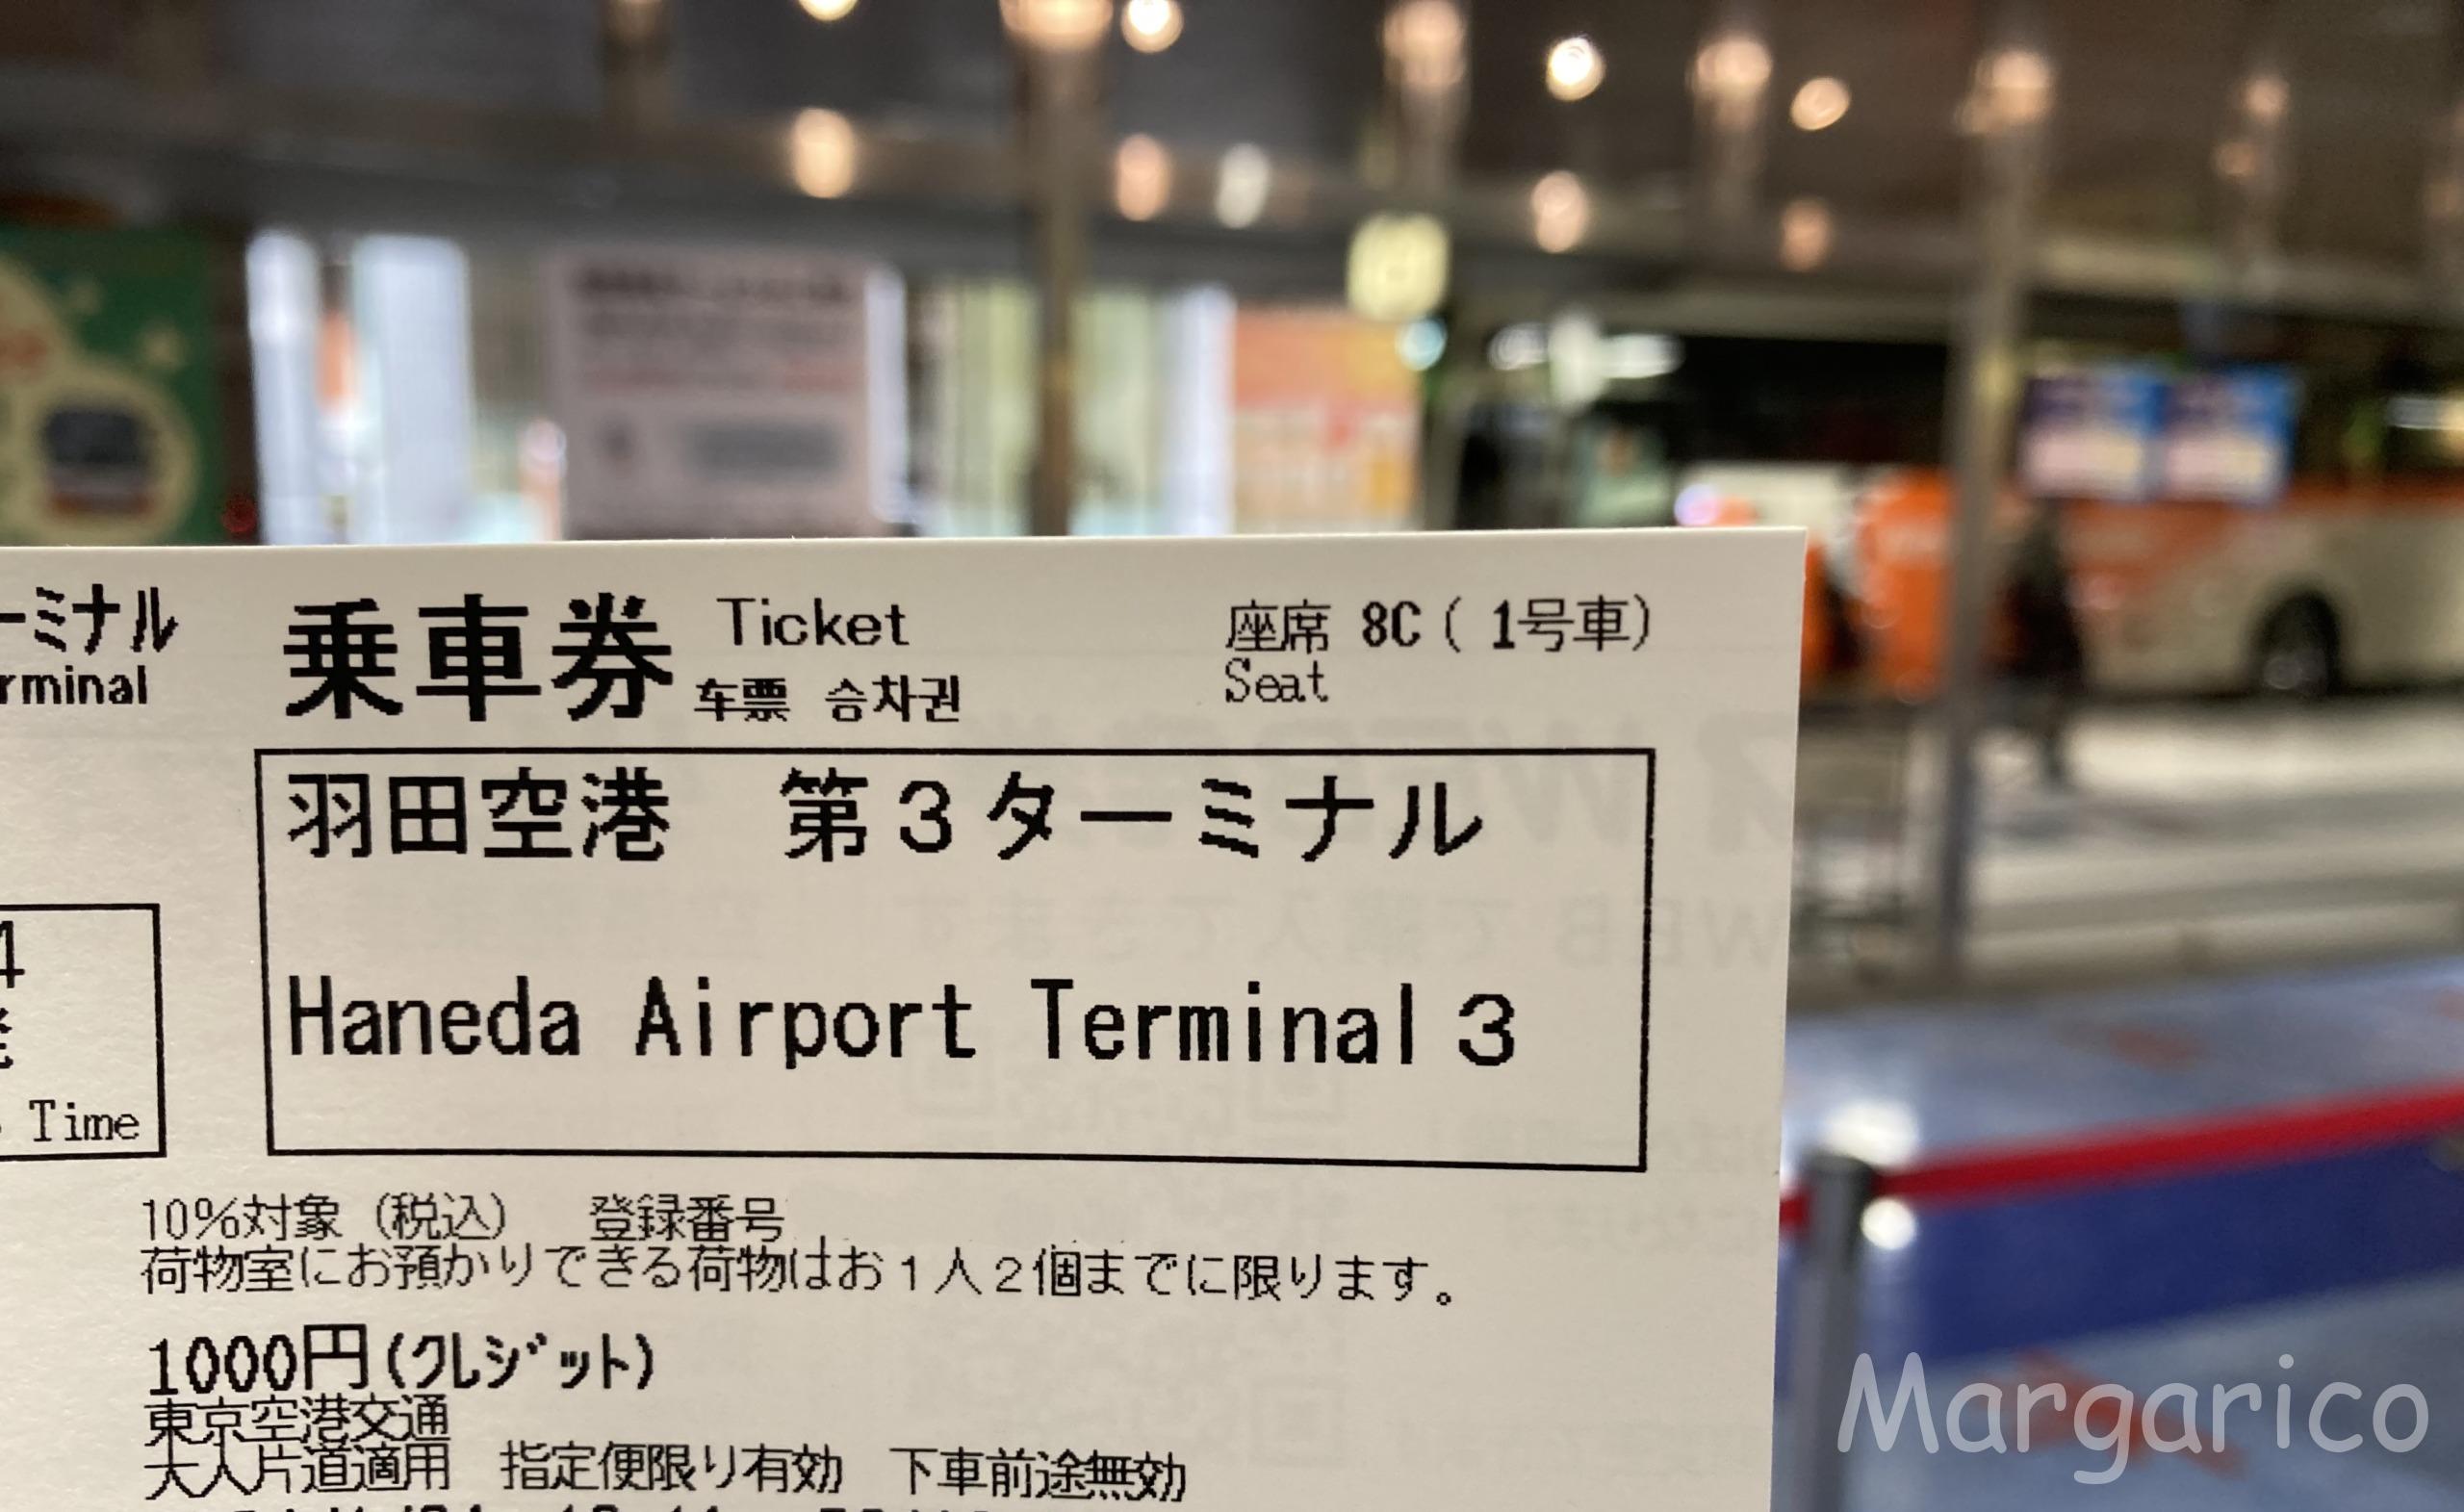 ーミナル
rminal
乗車券 Ticket
车票 승차권
座席 8C ( 1号車)
Seat
羽田空港 第3ターミナル
Haneda Airport Terminal 3
4
Time
10%対象 (税込) 登録番号
荷物室にお預かりできる荷物はお1人2個までに限ります。
1000円(クレジット)
東京空港交通
大人片道適用 指定便限り有効 下車前途無効
Margarico